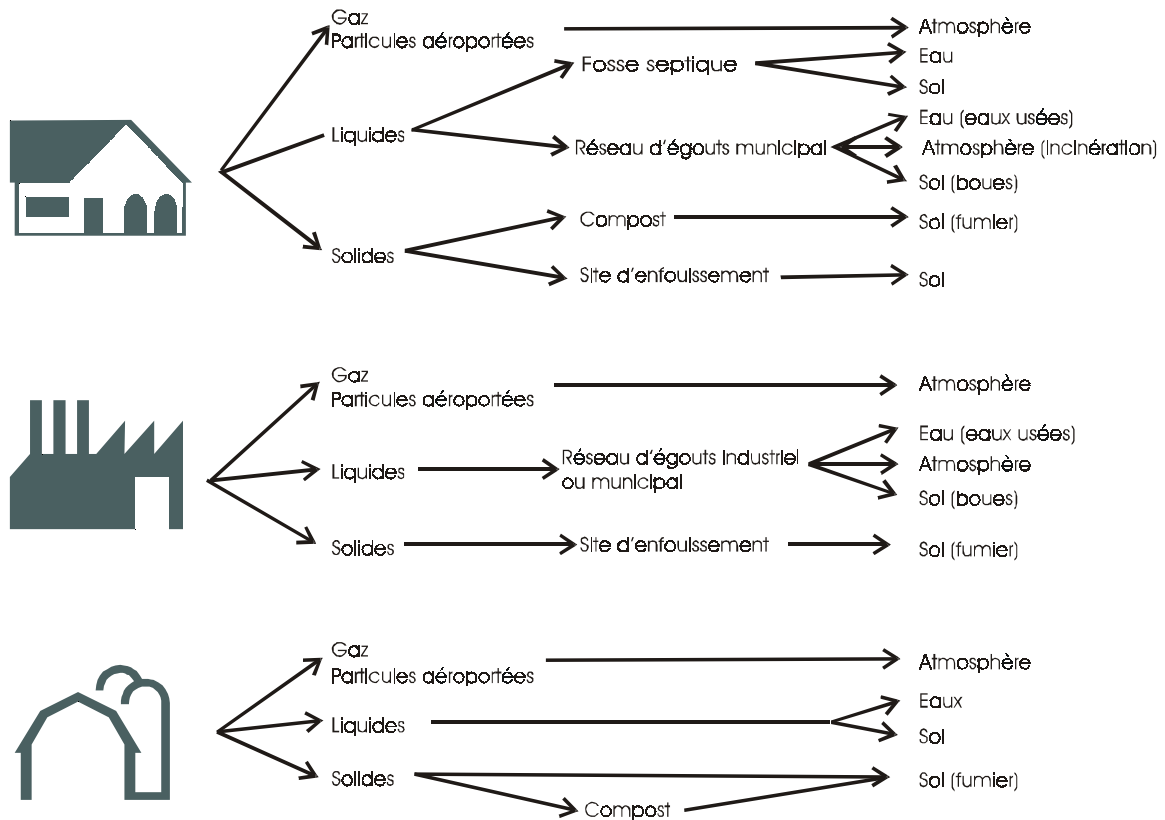 Gaz
Particules aéroportées
Atmosphère
Fosse septique
Eau
Sol
Liquides
Réseau d'égouts municipal
Eau (eaux usées)
Atmosphère (incinération)
Sol (boues)
Solides
Compost
Sol (fumier)
Site d'enfouissement
Sol
Gaz
Particules aéroportées
Atmosphère
Liquides
Réseau d'égouts industriel
ou municipal
Eau (eaux usées)
Atmosphère
Sol (boues)
Solides
Site d'enfouissement
Sol (fumier)
Gaz
Particules aéroportées
Atmosphère
Liquides
Eaux
Sol
Solides
Compost
Sol (fumier)